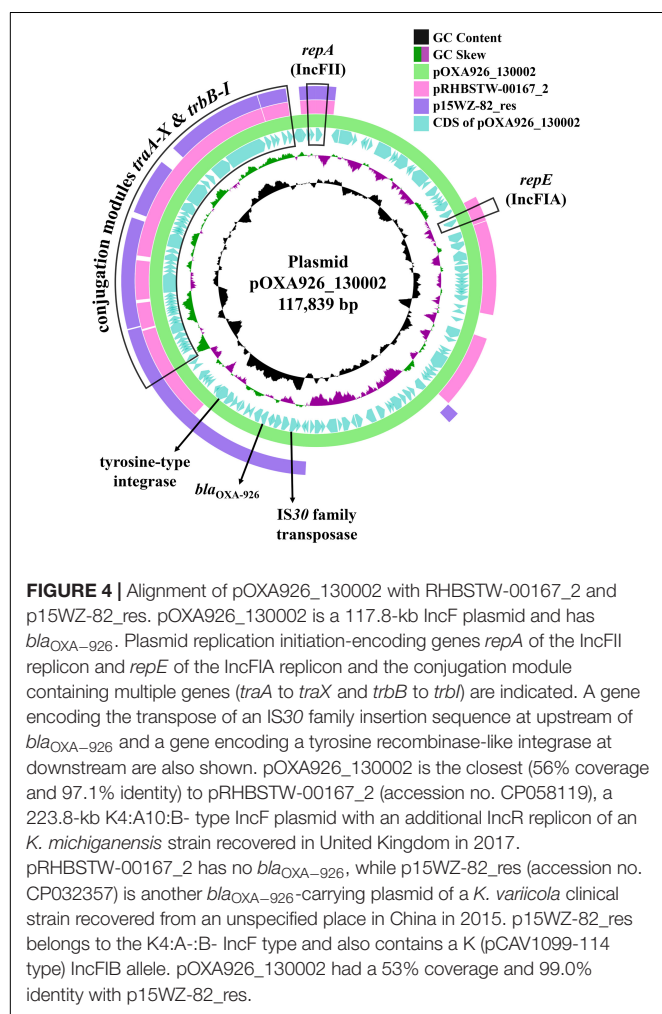 repA
(IncFII)
GC Content
GC Skew
pOXA926_130002
pRHBSTW-00167_2
p15WZ-82_res
CDS of pOXA926_130002
conjugation modules traA-X & trbB-I
repE
(IncFIA)
Plasmid
pOXA926_130002
117,839 bp
tyrosine-type
integrase
blaOXA-926
IS30 family
transposase
FIGURE 4 | Alignment of pOXA926_130002 with RHBSTW-00167_2 and
p15WZ-82_res. pOXA926_130002 is a 117.8-kb IncF plasmid and has
blaOXA−926. Plasmid replication initiation-encoding genes repA of the IncFII
replicon and repE of the IncFIA replicon and the conjugation module
containing multiple genes (traA to traX and trbB to trbI) are indicated. A gene
encoding the transpose of an IS30 family insertion sequence at upstream of
blaOXA−926 and a gene encoding a tyrosine recombinase-like integrase at
downstream are also shown. pOXA926_130002 is the closest (56% coverage
and 97.1% identity) to pRHBSTW-00167_2 (accession no. CP058119), a
223.8-kb K4:A10:B- type IncF plasmid with an additional IncR replicon of an
K. michiganensis strain recovered in United Kingdom in 2017.
pRHBSTW-00167_2 has no blaOXA−926, while p15WZ-82_res (accession no.
CP032357) is another blaOXA−926-carrying plasmid of a K. variicola clinical
strain recovered from an unspecified place in China in 2015. p15WZ-82_res
belongs to the K4:A-:B- IncF type and also contains a K (pCAV1099-114
type) IncFIB allele. pOXA926_130002 had a 53% coverage and 99.0%
identity with p15WZ-82_res.